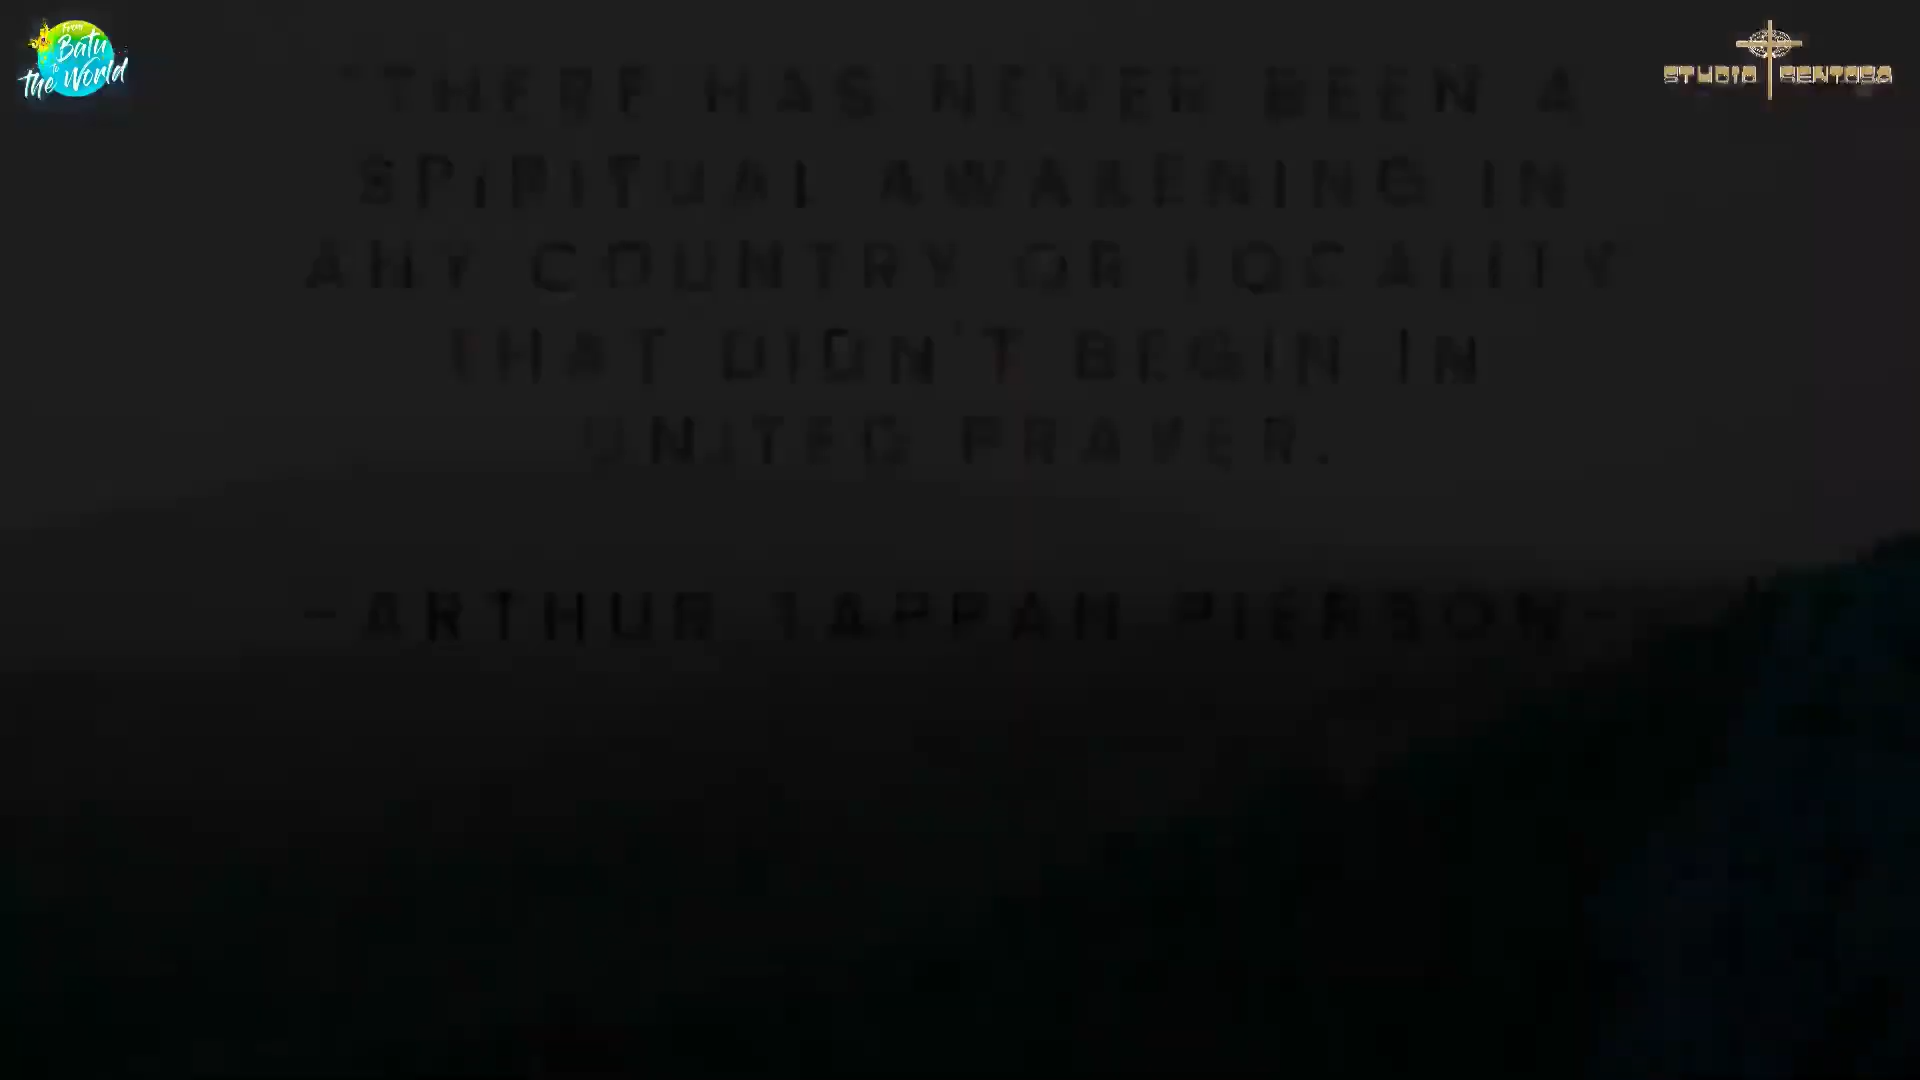 From
Batu
to
the World
STUDIO SENTOSA
"THERE HAS NEVER BEEN A
SPIRITUAL AWAKENING IN
ANY COUNTRY OR LOCALITY
THAT DIDN'T BEGIN IN
UNITED PRAYER.
-ARTHUR TAPPAN PIERSON-